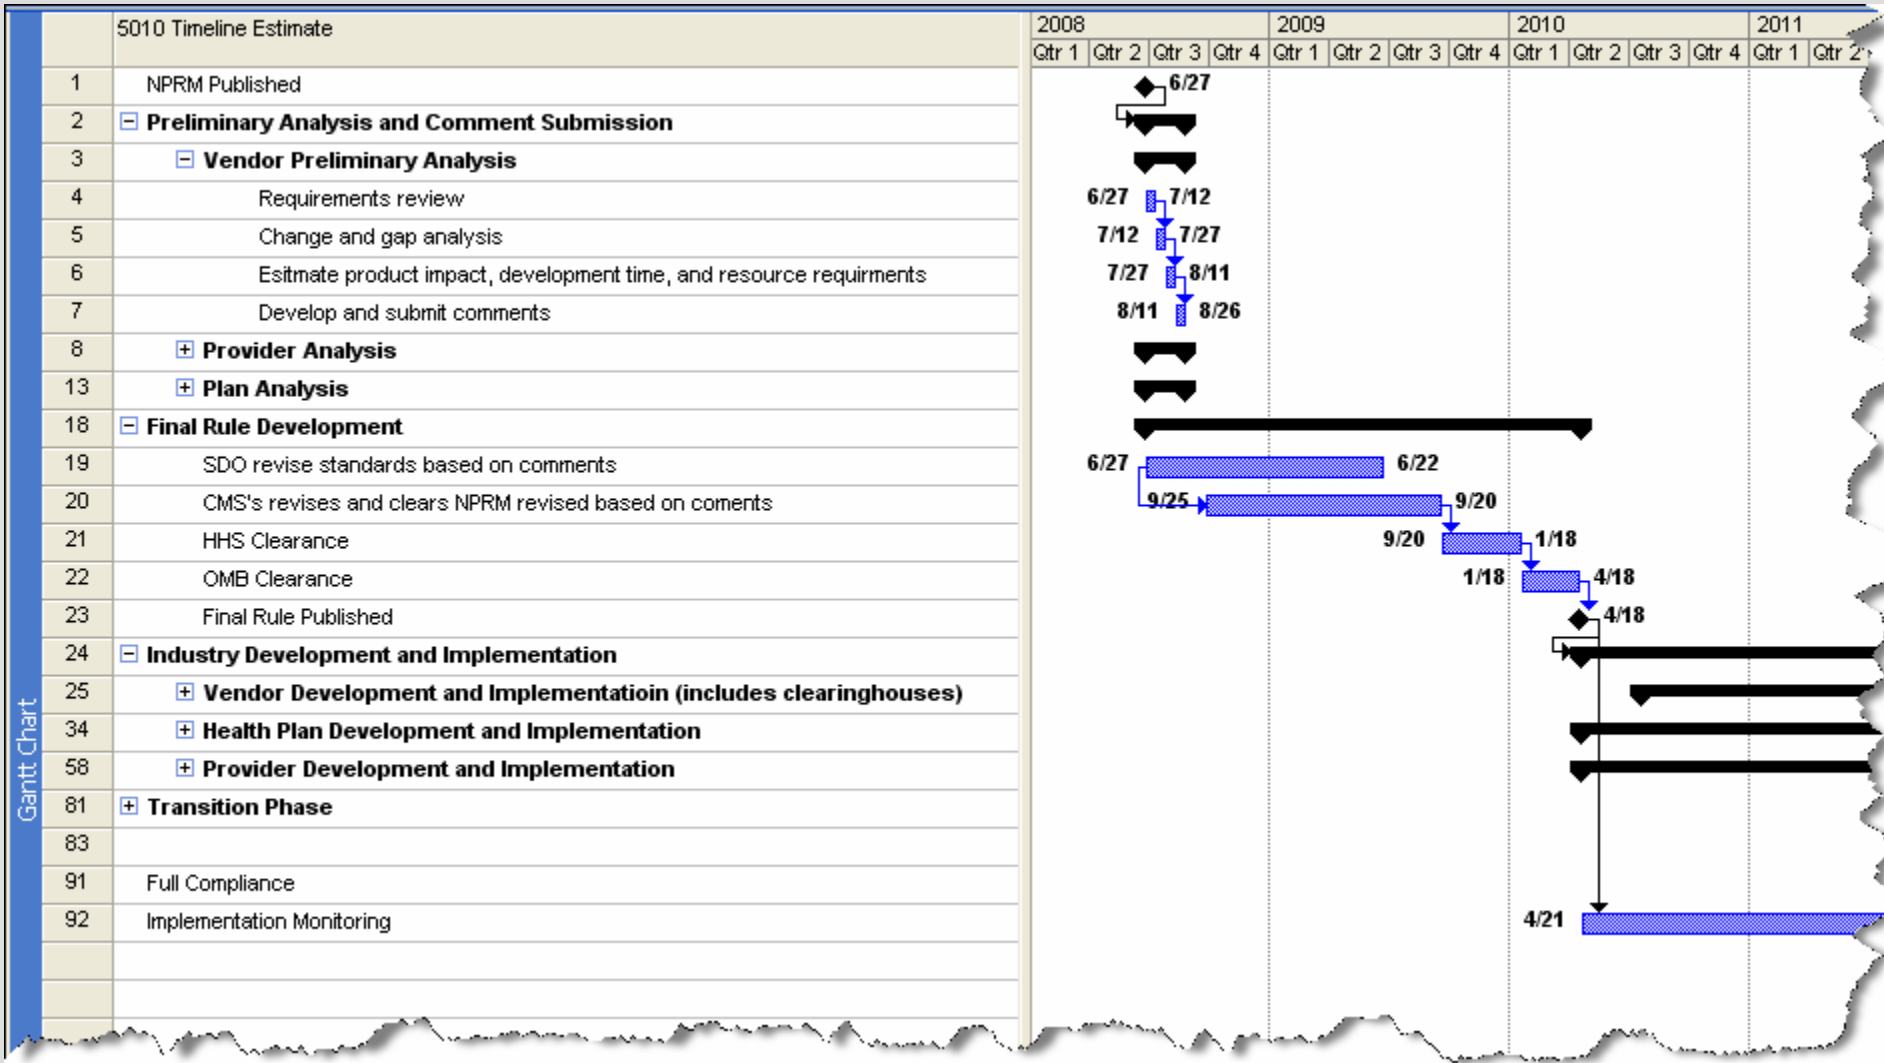 5010 Timeline Estimate
2008 2009 2010 2011
Qtr 1 Qtr 2 Qtr 3 Qtr 4 Qtr 1 Qtr 2 Qtr 3 Qtr 4 Qtr 1 Qtr 2 Qtr 3 Qtr 4 Qtr 1 Qtr 2
1 NPRM Published 6/27
2 Preliminary Analysis and Comment Submission
3 Vendor Preliminary Analysis
4 Requirements review 6/27 7/12
5 Change and gap analysis 7/12 7/27
6 Esitmate product impact, development time, and resource requirments 7/27 8/11
7 Develop and submit comments 8/11 8/26
8 Provider Analysis
13 Plan Analysis
18 Final Rule Development
19 SDO revise standards based on comments 6/27 6/22
20 CMS's revises and clears NPRM revised based on coments 9/25 9/20
21 HHS Clearance 9/20 1/18
22 OMB Clearance 1/18 4/18
23 Final Rule Published 4/18
24 Industry Development and Implementation
25 Vendor Development and Implementatioin (includes clearinghouses)
34 Health Plan Development and Implementation
58 Provider Development and Implementation
81 Transition Phase
83
91 Full Compliance
92 Implementation Monitoring 4/21
Gantt Chart